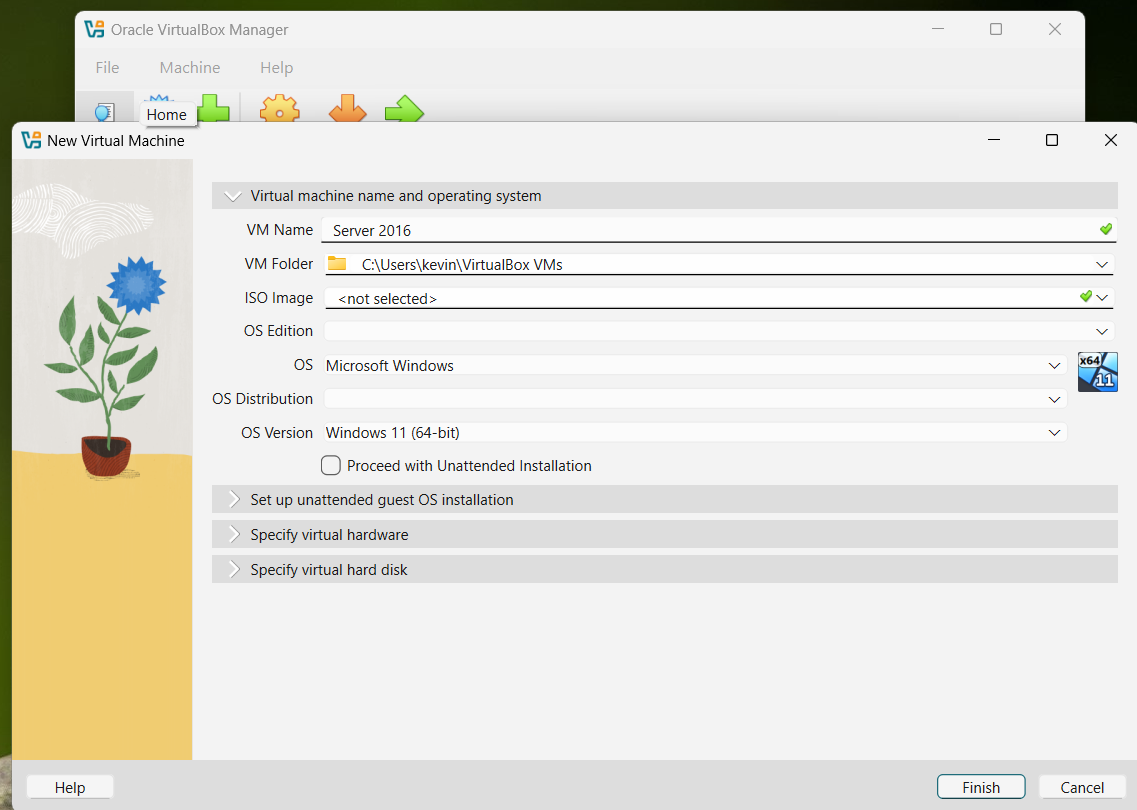 Oracle VirtualBox Manager
File Machine Help
Home
New Virtual Machine
Virtual machine name and operating system
VM Name Server 2016
VM Folder C:\Users\kevin\VirtualBox VMs
ISO Image <not selected>
OS Edition
OS Microsoft Windows
x64
11
OS Distribution
OS Version Windows 11 (64-bit)
Proceed with Unattended Installation
Set up unattended guest OS installation
Specify virtual hardware
Specify virtual hard disk
Help Finish Cancel